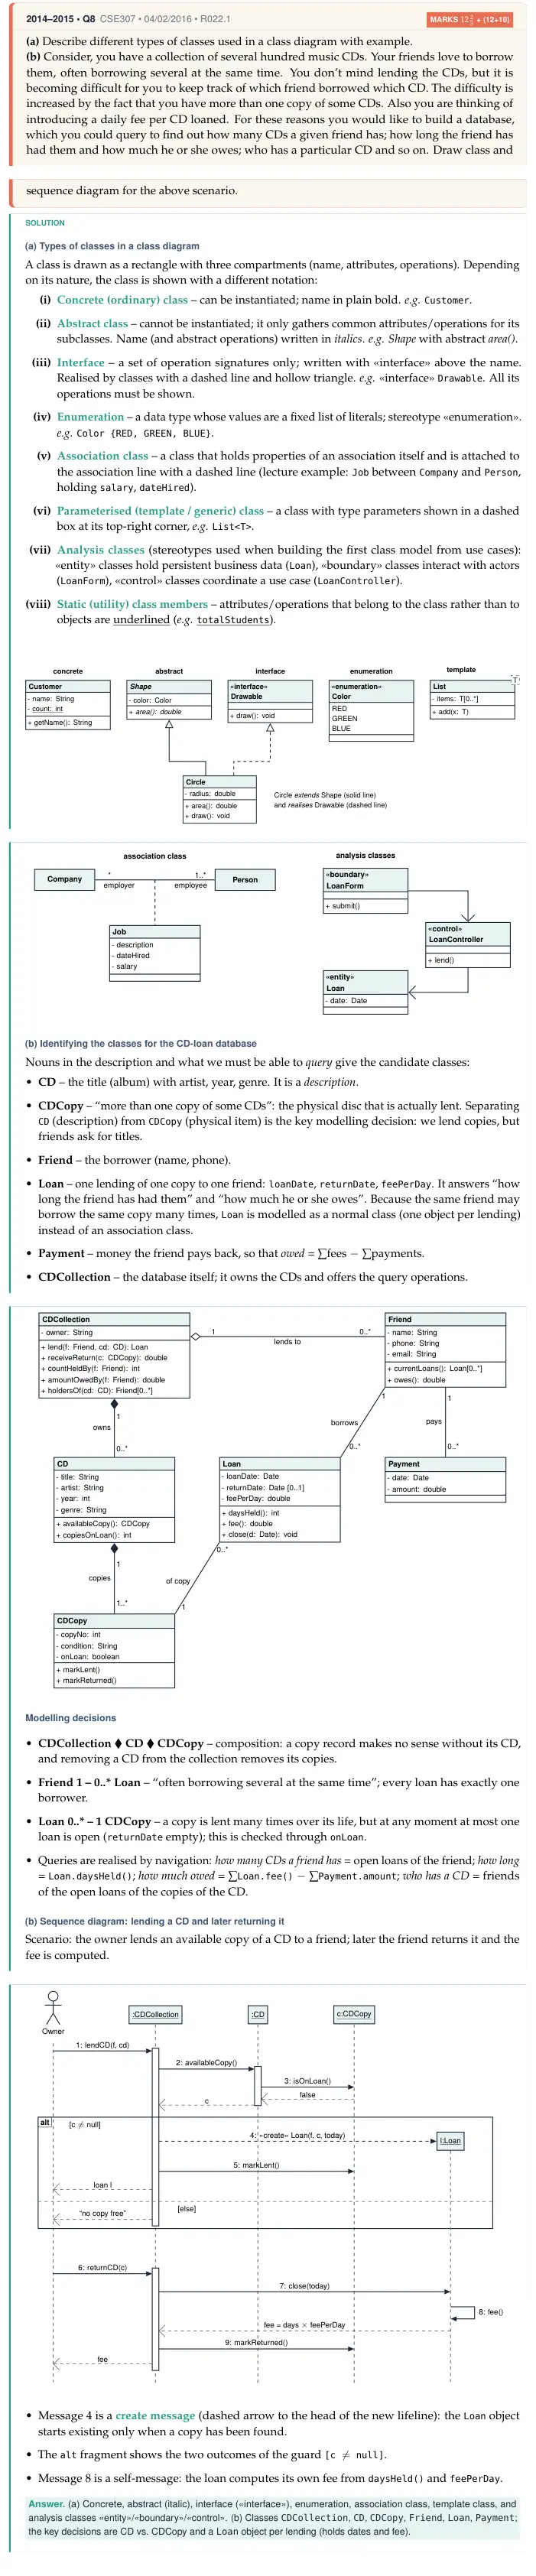 2014–2015 • Q8 CSE307 • 04/02/2016 • R022.1
MARKS 12 2/3 + (12+10)
(a) Describe different types of classes used in a class diagram with example.
(b) Consider, you have a collection of several hundred music CDs. Your friends love to borrow
them, often borrowing several at the same time. You don't mind lending the CDs, but it is
becoming difficult for you to keep track of which friend borrowed which CD. The difficulty is
increased by the fact that you have more than one copy of some CDs. Also you are thinking of
introducing a daily fee per CD loaned. For these reasons you would like to build a database,
which you could query to find out how many CDs a given friend has; how long the friend has
had them and how much he or she owes; who has a particular CD and so on. Draw class and
sequence diagram for the above scenario.
SOLUTION
(a) Types of classes in a class diagram
A class is drawn as a rectangle with three compartments (name, attributes, operations). Depending
on its nature, the class is shown with a different notation:
(i) Concrete (ordinary) class – can be instantiated; name in plain bold. e.g. Customer.
(ii) Abstract class – cannot be instantiated; it only gathers common attributes/operations for its
subclasses. Name (and abstract operations) written in italics. e.g. Shape with abstract area().
(iii) Interface – a set of operation signatures only; written with «interface» above the name.
Realised by classes with a dashed line and hollow triangle. e.g. «interface» Drawable. All its
operations must be shown.
(iv) Enumeration – a data type whose values are a fixed list of literals; stereotype «enumeration».
e.g. Color {RED, GREEN, BLUE}.
(v) Association class – a class that holds properties of an association itself and is attached to
the association line with a dashed line (lecture example: Job between Company and Person,
holding salary, dateHired).
(vi) Parameterised (template / generic) class – a class with type parameters shown in a dashed
box at its top-right corner, e.g. List<T>.
(vii) Analysis classes (stereotypes used when building the first class model from use cases):
«entity» classes hold persistent business data (Loan), «boundary» classes interact with actors
(LoanForm), «control» classes coordinate a use case (LoanController).
(viii) Static (utility) class members – attributes/operations that belong to the class rather than to
objects are underlined (e.g. totalStudents).
concrete
Customer
- name: String
- count: int
+ getName(): String
abstract
Shape
- color: Color
+ area(): double
interface
«interface»
Drawable
+ draw(): void
enumeration
«enumeration»
Color
RED
GREEN
BLUE
template
T
List
- items: T[0..*]
+ add(x: T)
Circle
- radius: double
+ area(): double
+ draw(): void
Circle extends Shape (solid line)
and realises Drawable (dashed line)
association class
Company
*
employer
1..*
employee
Person
Job
- description
- dateHired
- salary
analysis classes
«boundary»
LoanForm
+ submit()
«control»
LoanController
+ lend()
«entity»
Loan
- date: Date
(b) Identifying the classes for the CD-loan database
Nouns in the description and what we must be able to query give the candidate classes:
• CD – the title (album) with artist, year, genre. It is a description.
• CDCopy – “more than one copy of some CDs”: the physical disc that is actually lent. Separating
CD (description) from CDCopy (physical item) is the key modelling decision: we lend copies, but
friends ask for titles.
• Friend – the borrower (name, phone).
• Loan – one lending of one copy to one friend: loanDate, returnDate, feePerDay. It answers “how
long the friend has had them” and “how much he or she owes”. Because the same friend may
borrow the same copy many times, Loan is modelled as a normal class (one object per lending)
instead of an association class.
• Payment – money the friend pays back, so that owed = ∑fees − ∑payments.
• CDCollection – the database itself; it owns the CDs and offers the query operations.
CDCollection
- owner: String
+ lend(f: Friend, cd: CD): Loan
+ receiveReturn(c: CDCopy): double
+ countHeldBy(f: Friend): int
+ amountOwedBy(f: Friend): double
+ holdersOf(cd: CD): Friend[0..*]
1
lends to
0..*
Friend
- name: String
- phone: String
- email: String
+ currentLoans(): Loan[0..*]
+ owes(): double
1
owns
0..*
1
borrows
0..*
1
pays
0..*
CD
- title: String
- artist: String
- year: int
- genre: String
+ availableCopy(): CDCopy
+ copiesOnLoan(): int
Loan
- loanDate: Date
- returnDate: Date [0..1]
- feePerDay: double
+ daysHeld(): int
+ fee(): double
+ close(d: Date): void
Payment
- date: Date
- amount: double
1
copies
1..*
0..*
of copy
1
CDCopy
- copyNo: int
- condition: String
- onLoan: boolean
+ markLent()
+ markReturned()
Modelling decisions
• CDCollection ♦ CD ♦ CDCopy – composition: a copy record makes no sense without its CD,
and removing a CD from the collection removes its copies.
• Friend 1 – 0..* Loan – “often borrowing several at the same time”; every loan has exactly one
borrower.
• Loan 0..* – 1 CDCopy – a copy is lent many times over its life, but at any moment at most one
loan is open (returnDate empty); this is checked through onLoan.
• Queries are realised by navigation: how many CDs a friend has = open loans of the friend; how long
= Loan.daysHeld(); how much owed = ∑Loan.fee() − ∑Payment.amount; who has a CD = friends
of the open loans of the copies of the CD.
(b) Sequence diagram: lending a CD and later returning it
Scenario: the owner lends an available copy of a CD to a friend; later the friend returns it and the
fee is computed.
Owner
:CDCollection
:CD
c:CDCopy
1: lendCD(f, cd)
2: availableCopy()
3: isOnLoan()
false
c
alt
[c ≠ null]
4: «create» Loan(f, c, today)
l:Loan
5: markLent()
loan l
[else]
“no copy free”
6: returnCD(c)
7: close(today)
8: fee()
fee = days × feePerDay
9: markReturned()
fee
• Message 4 is a create message (dashed arrow to the head of the new lifeline): the Loan object
starts existing only when a copy has been found.
• The alt fragment shows the two outcomes of the guard [c ≠ null].
• Message 8 is a self-message: the loan computes its own fee from daysHeld() and feePerDay.
Answer. (a) Concrete, abstract (italic), interface («interface»), enumeration, association class, template class, and
analysis classes «entity»/«boundary»/«control». (b) Classes CDCollection, CD, CDCopy, Friend, Loan, Payment;
the key decisions are CD vs. CDCopy and a Loan object per lending (holds dates and fee).